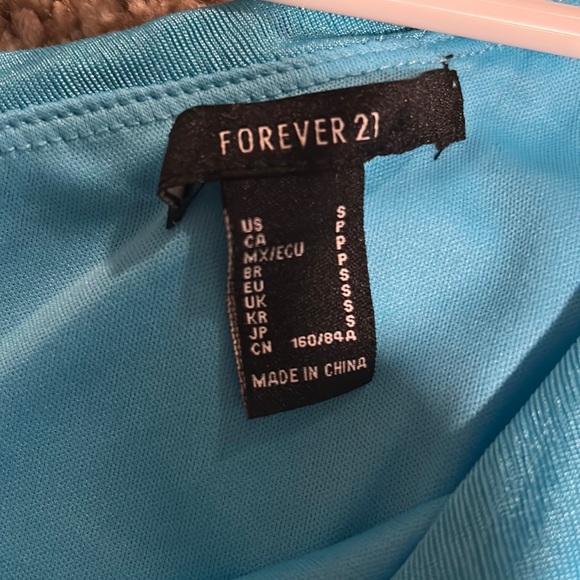 FOREVER 21
US S
CA P
MX/ECU P
BR P
EU S
UK S
KR S
JP S
CN 160/84A
MADE IN CHINA